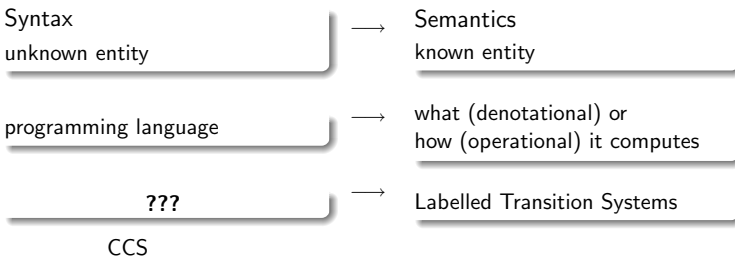 Syntax
unknown entity
⟶
Semantics
known entity
programming language
⟶
what (denotational) or
how (operational) it computes
???
⟶
Labelled Transition Systems
CCS